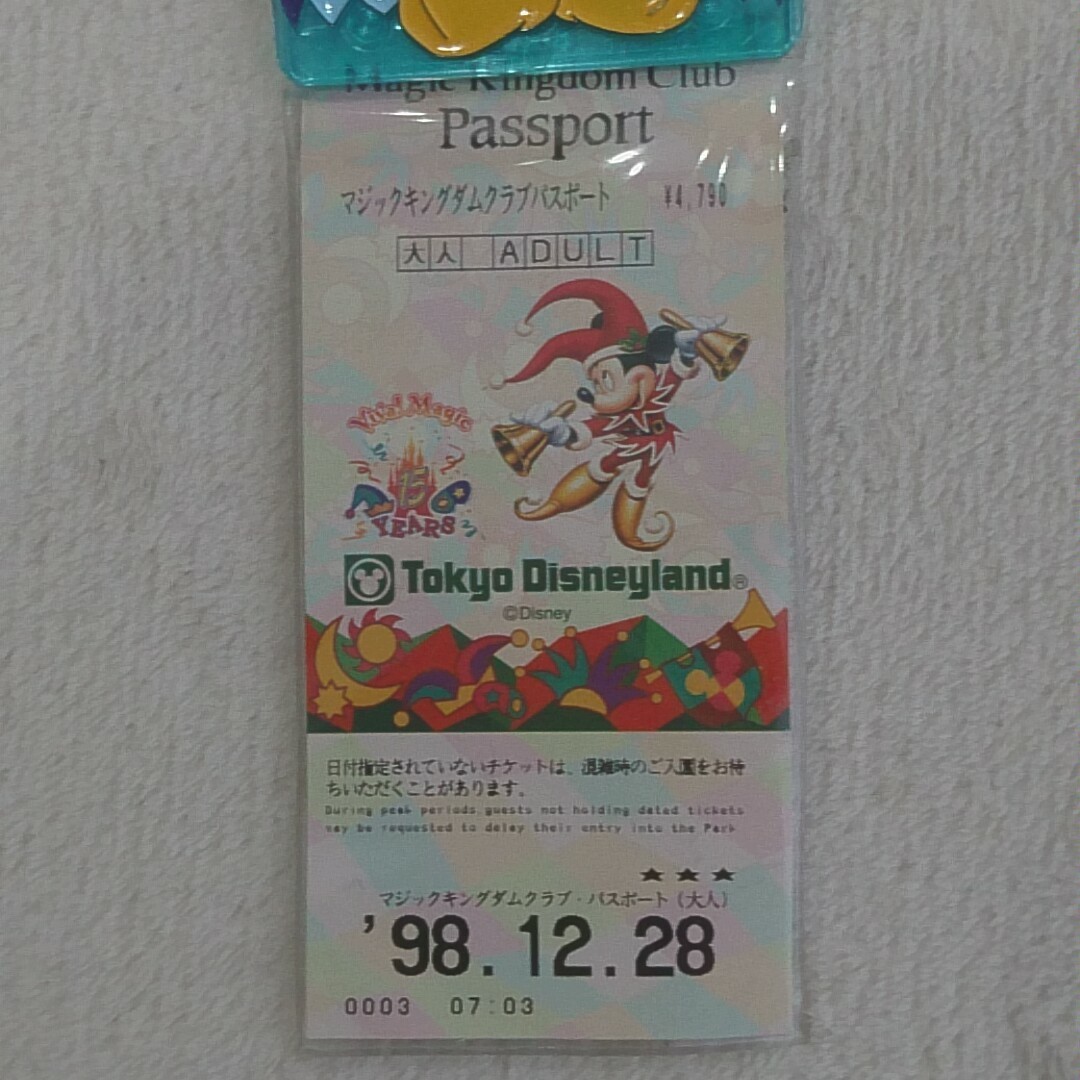 Magic Kingdom Club
Passport
マジックキングダムクラブパスポート ¥4,790
大人 ADULT
Viva! Magic
15
YEARS
Tokyo Disneyland®
©Disney
日付指定されていないチケットは、混雑時のご入園をお待
ちいただくことがあります。
During peak periods,guests not holding dated tickets
may be requested to delay their entry into the Park
★★★
マジックキングダムクラブ・パスポート（大人）
'98.12.28
0003 07:03